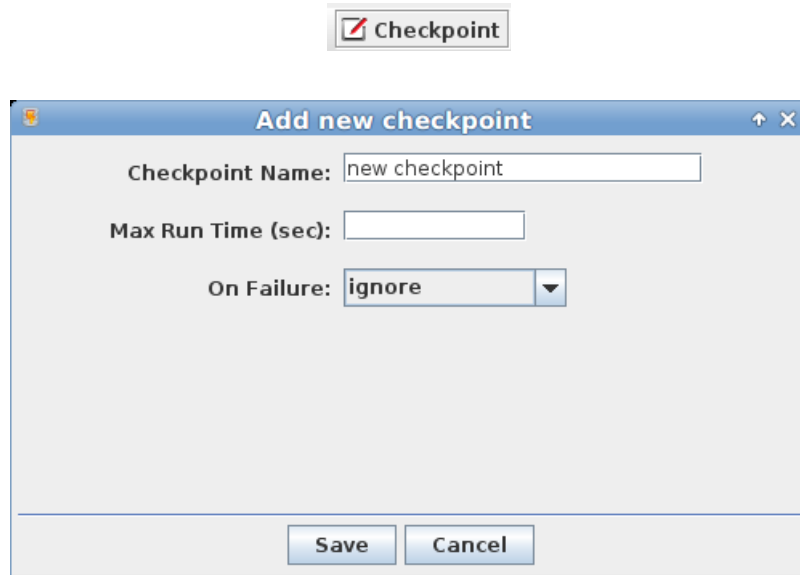 Checkpoint
Add new checkpoint
Checkpoint Name: new checkpoint
Max Run Time (sec):
On Failure: ignore
Save Cancel